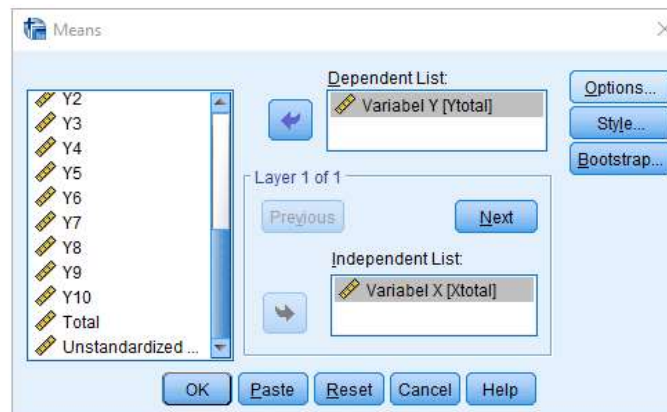 Means
Y2
Y3
Y4
Y5
Y6
Y7
Y8
Y9
Y10
Total
Unstandardized ...
Dependent List:
Variabel Y [Ytotal]
Layer 1 of 1
Previous
Next
Independent List:
Variabel X [Xtotal]
Options...
Style...
Bootstrap...
OK
Paste
Reset
Cancel
Help